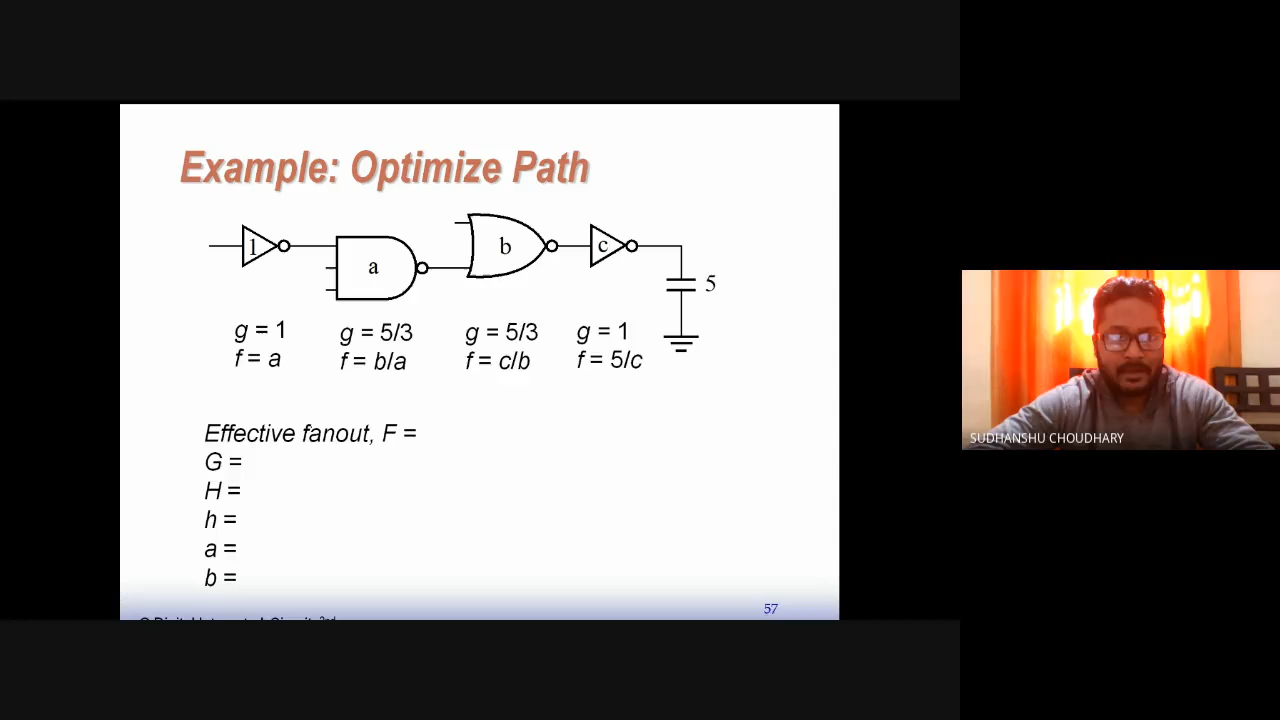 Example: Optimize Path
1
a
b
c
5
g = 1
f = a
g = 5/3
f = b/a
g = 5/3
f = c/b
g = 1
f = 5/c
Effective fanout, F =
G =
H =
h =
a =
b =
57
SUDHANSHU CHOUDHARY